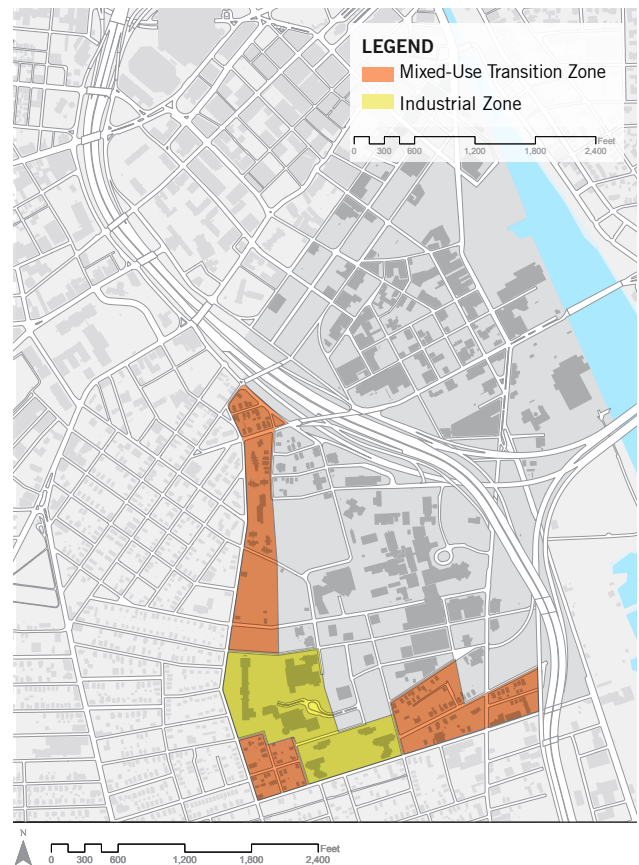 LEGEND
Mixed-Use Transition Zone
Industrial Zone
Feet
0 300 600 1,200 1,800 2,400
N
Feet
0 300 600 1,200 1,800 2,400